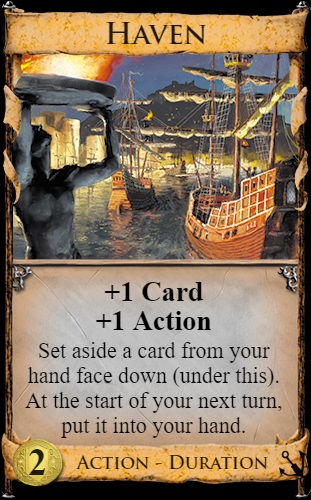 HAVEN
+1 Card
+1 Action
Set aside a card from your
hand face down (under this).
At the start of your next turn,
put it into your hand.
2 ACTION - DURATION